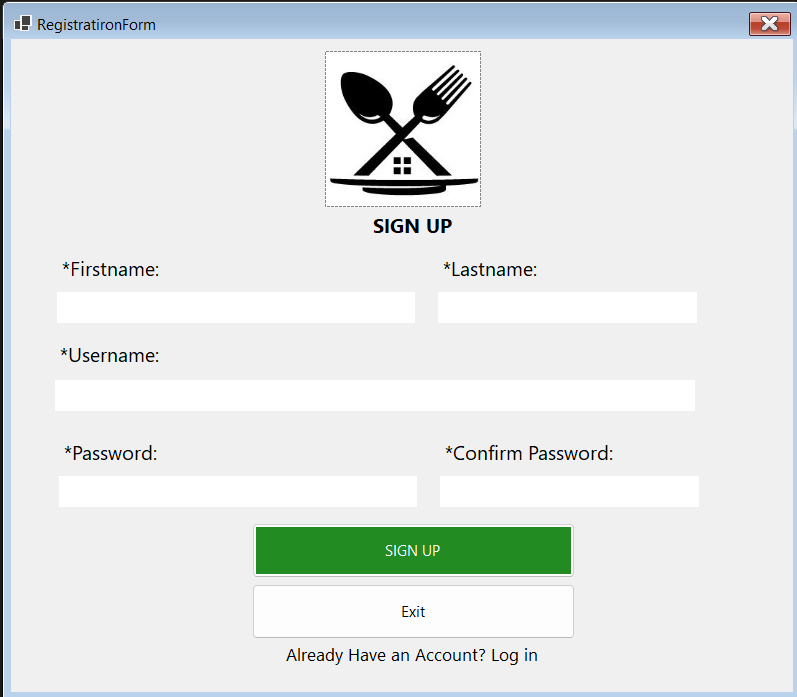 RegistratironForm
SIGN UP
*Firstname: *Lastname:
*Username:
*Password: *Confirm Password:
SIGN UP
Exit
Already Have an Account? Log in